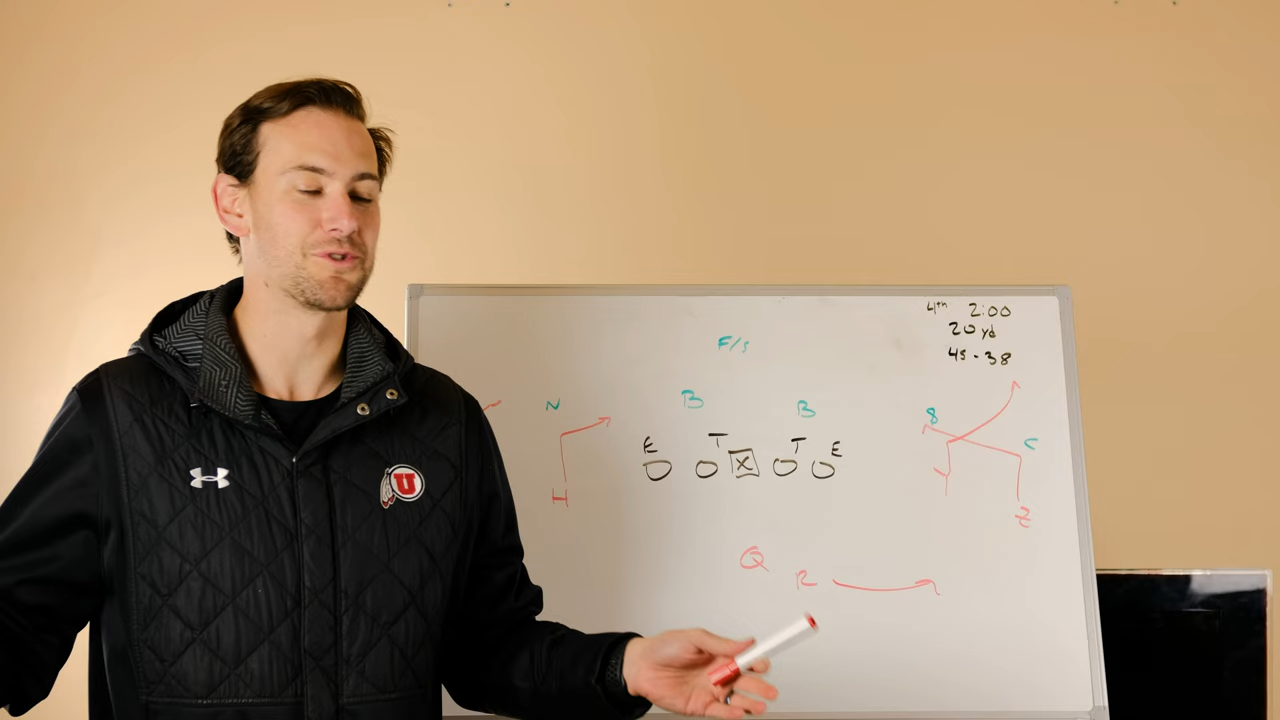 4th 2:00
20 yd
45-38
F/s
N B B S C
E T T E
O O X O O
H Y Z
Q
R
U